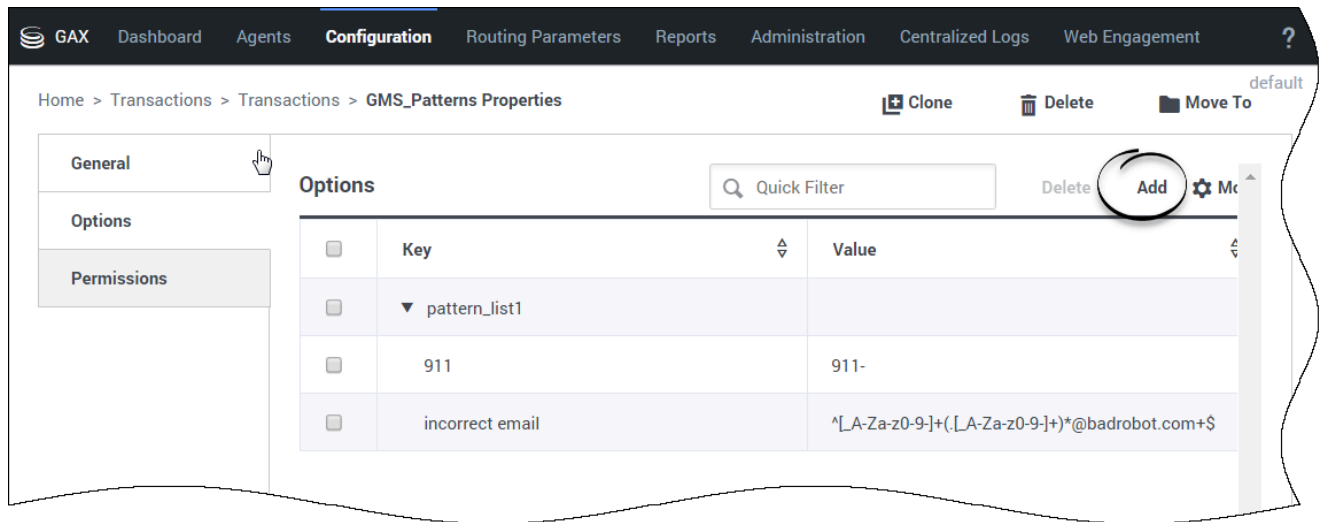 GAX Dashboard Agents Configuration Routing Parameters Reports Administration Centralized Logs Web Engagement ?
default
Home > Transactions > Transactions > GMS_Patterns Properties Clone Delete Move To
General
Options
Permissions
Options Quick Filter Delete Add Mo
Key Value
pattern_list1
911 911-
incorrect email ^[_A-Za-z0-9-]+(.[_A-Za-z0-9-]+)*@badrobot.com+$